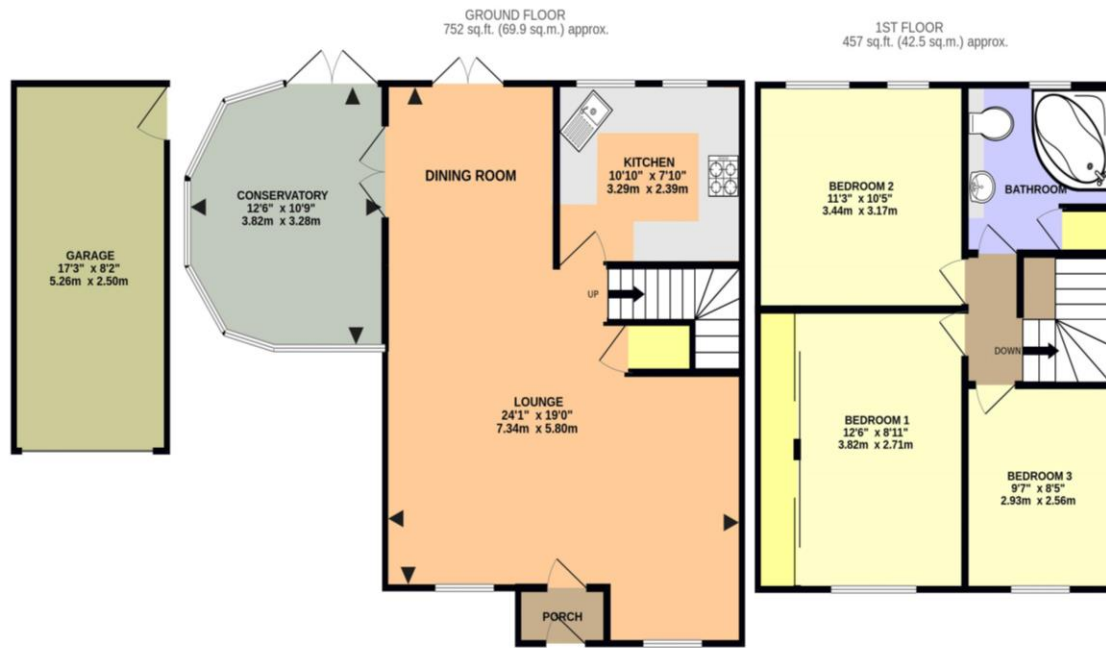 GROUND FLOOR
752 sq.ft. (69.9 sq.m.) approx.
1ST FLOOR
457 sq.ft. (42.5 sq.m.) approx.
GARAGE
17'3" x 8'2"
5.26m x 2.50m
CONSERVATORY
12'6" x 10'9"
3.82m x 3.28m
DINING ROOM
KITCHEN
10'10" x 7'10"
3.29m x 2.39m
UP
LOUNGE
24'1" x 19'0"
7.34m x 5.80m
PORCH
BEDROOM 2
11'3" x 10'5"
3.44m x 3.17m
BATHROOM
DOWN
BEDROOM 1
12'6" x 8'11"
3.82m x 2.71m
BEDROOM 3
9'7" x 8'5"
2.93m x 2.56m